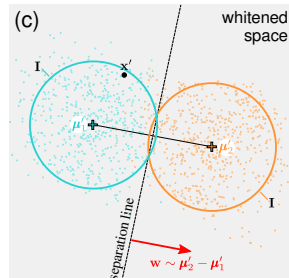 (c)
whitened
space
I
x′
μ′₁
μ′₂
I
separation line
w ~ μ′₂ − μ′₁